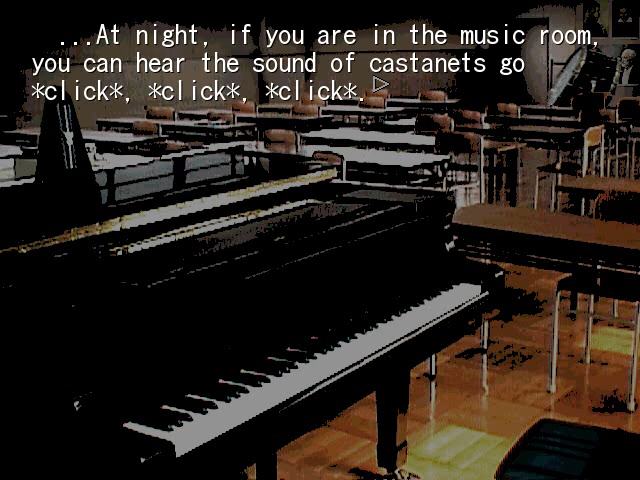 ...At night, if you are in the music room,
you can hear the sound of castanets go
*click*, *click*, *click*.